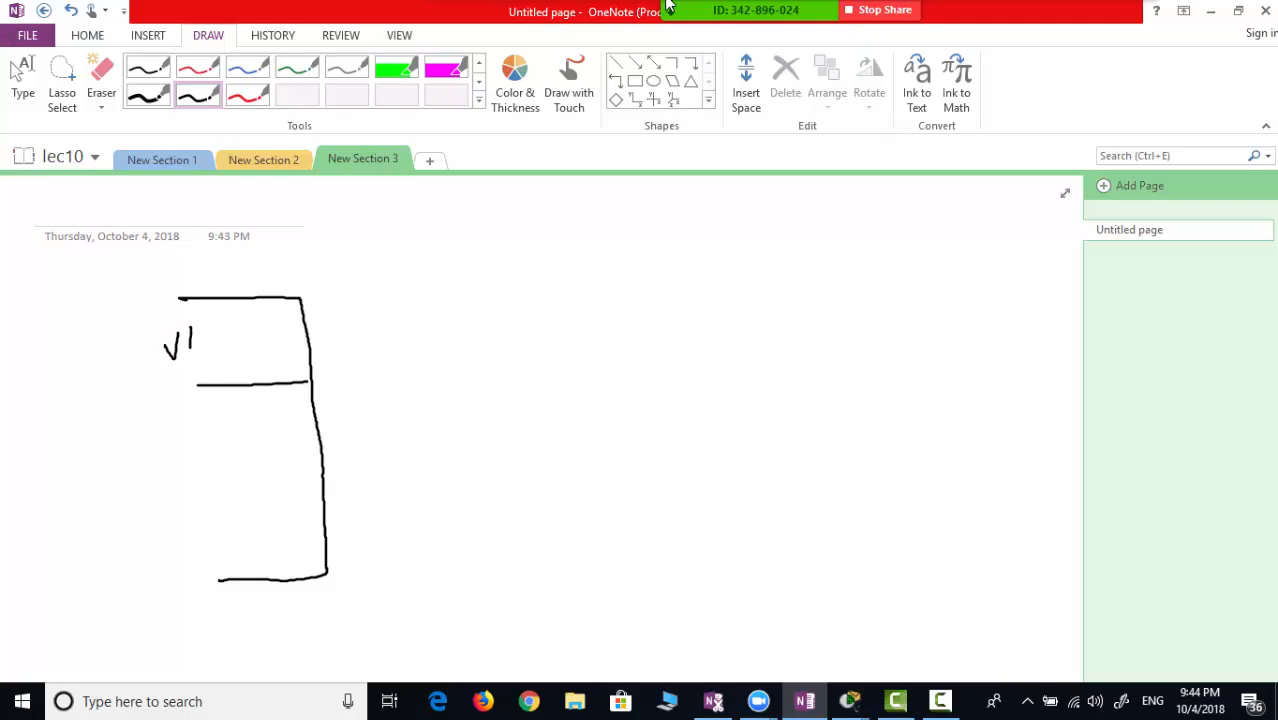 Untitled page - OneNote (Pro
ID: 342-896-024
Stop Share
?
FILE
HOME
INSERT
DRAW
HISTORY
REVIEW
VIEW
Sign in
Type
Lasso Select
Eraser
Color & Thickness
Draw with Touch
Insert Space
Delete
Arrange
Rotate
Ink to Text
Ink to Math
Tools
Shapes
Edit
Convert
lec10
New Section 1
New Section 2
New Section 3
Search (Ctrl+E)
Add Page
Untitled page
Thursday, October 4, 2018
9:43 PM
V1
Type here to search
ENG
9:44 PM
10/4/2018
36